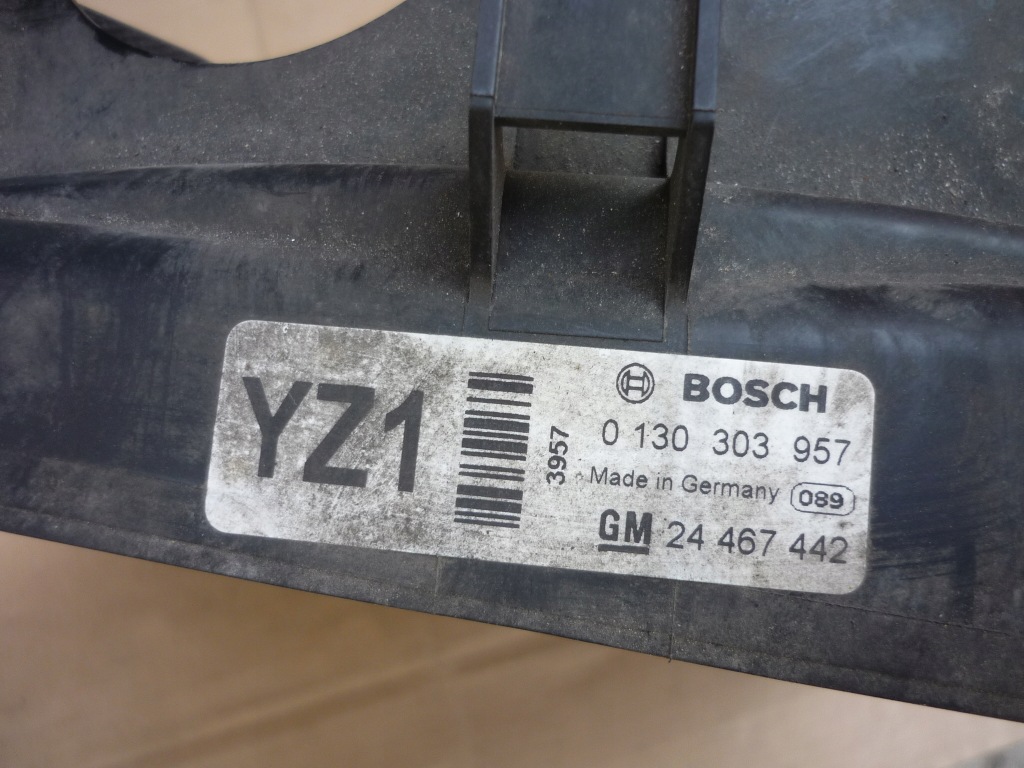 YZ1
3957
BOSCH
0 130 303 957
Made in Germany 089
GM 24 467 442